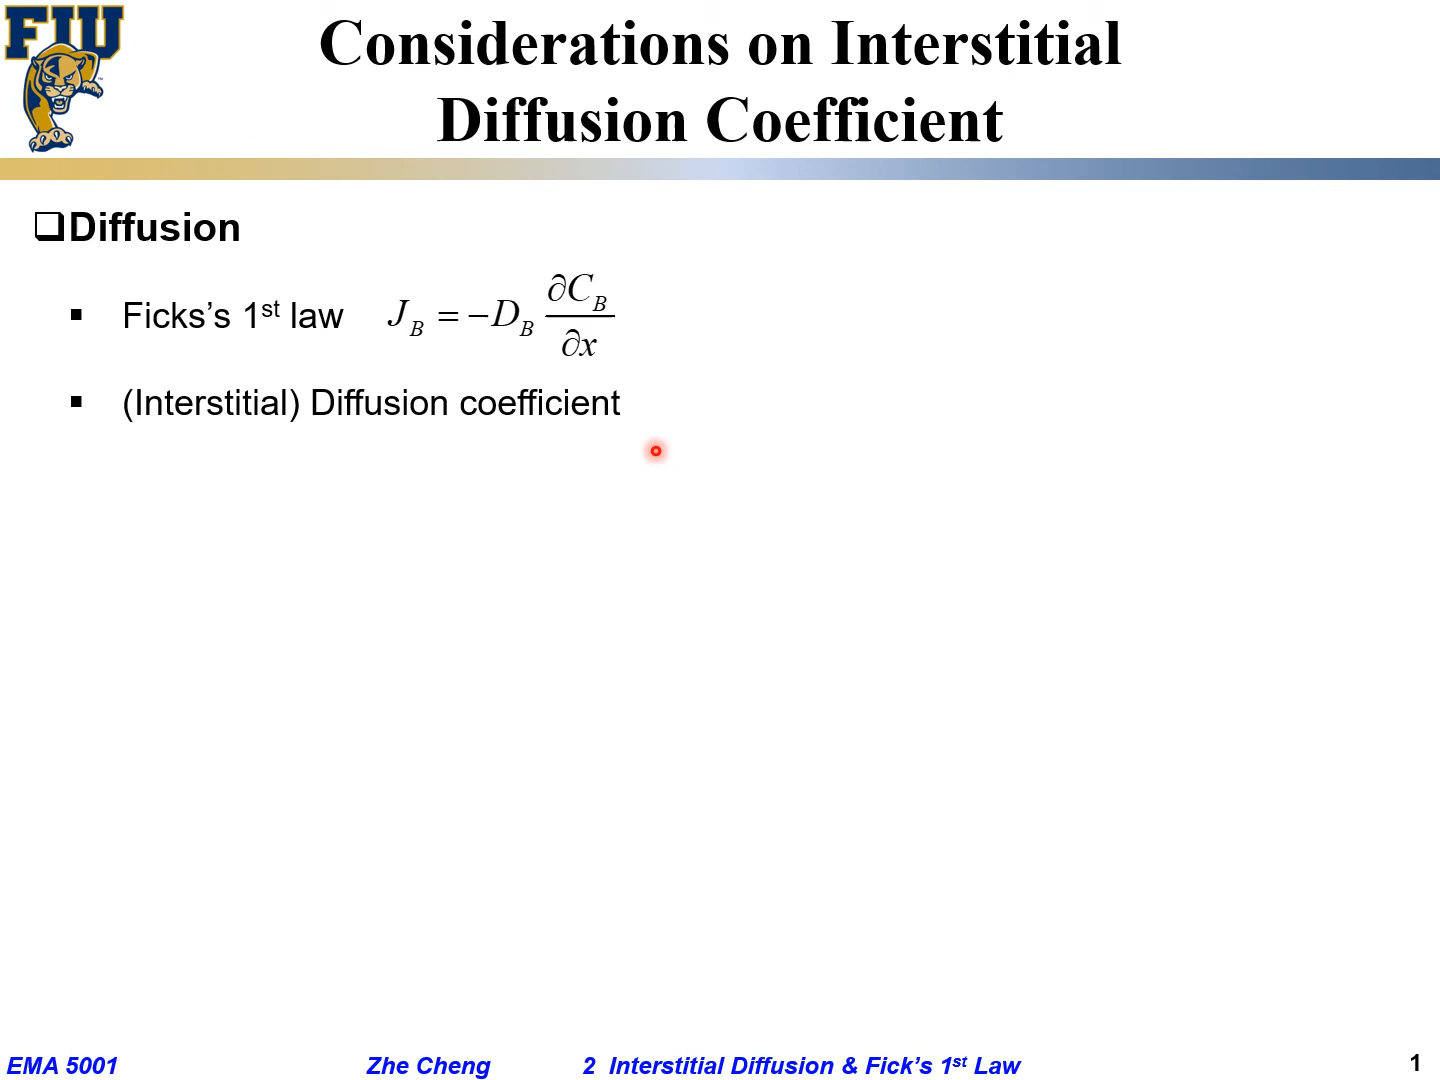 FIU
Considerations on Interstitial
Diffusion Coefficient
❑Diffusion
▪ Ficks’s 1st law J_B = −D_B ∂C_B/∂x
▪ (Interstitial) Diffusion coefficient
EMA 5001 Zhe Cheng 2 Interstitial Diffusion & Fick’s 1st Law 1